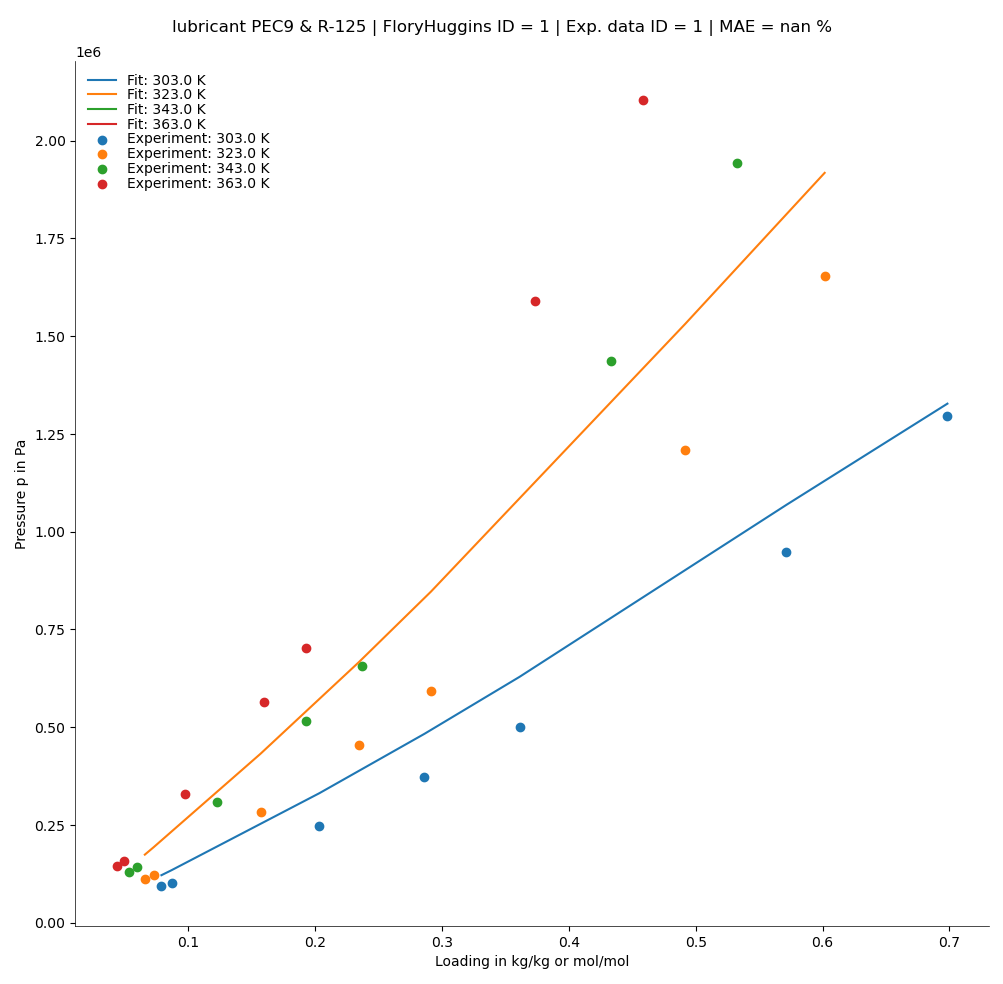 lubricant PEC9 & R-125 | FloryHuggins ID = 1 | Exp. data ID = 1 | MAE = nan %
1e6
Fit: 303.0 K
Fit: 323.0 K
Fit: 343.0 K
Fit: 363.0 K
Experiment: 303.0 K
Experiment: 323.0 K
Experiment: 343.0 K
Experiment: 363.0 K
2.00
1.75
1.50
1.25
1.00
0.75
0.50
0.25
0.00
Pressure p in Pa
0.1 0.2 0.3 0.4 0.5 0.6 0.7
Loading in kg/kg or mol/mol